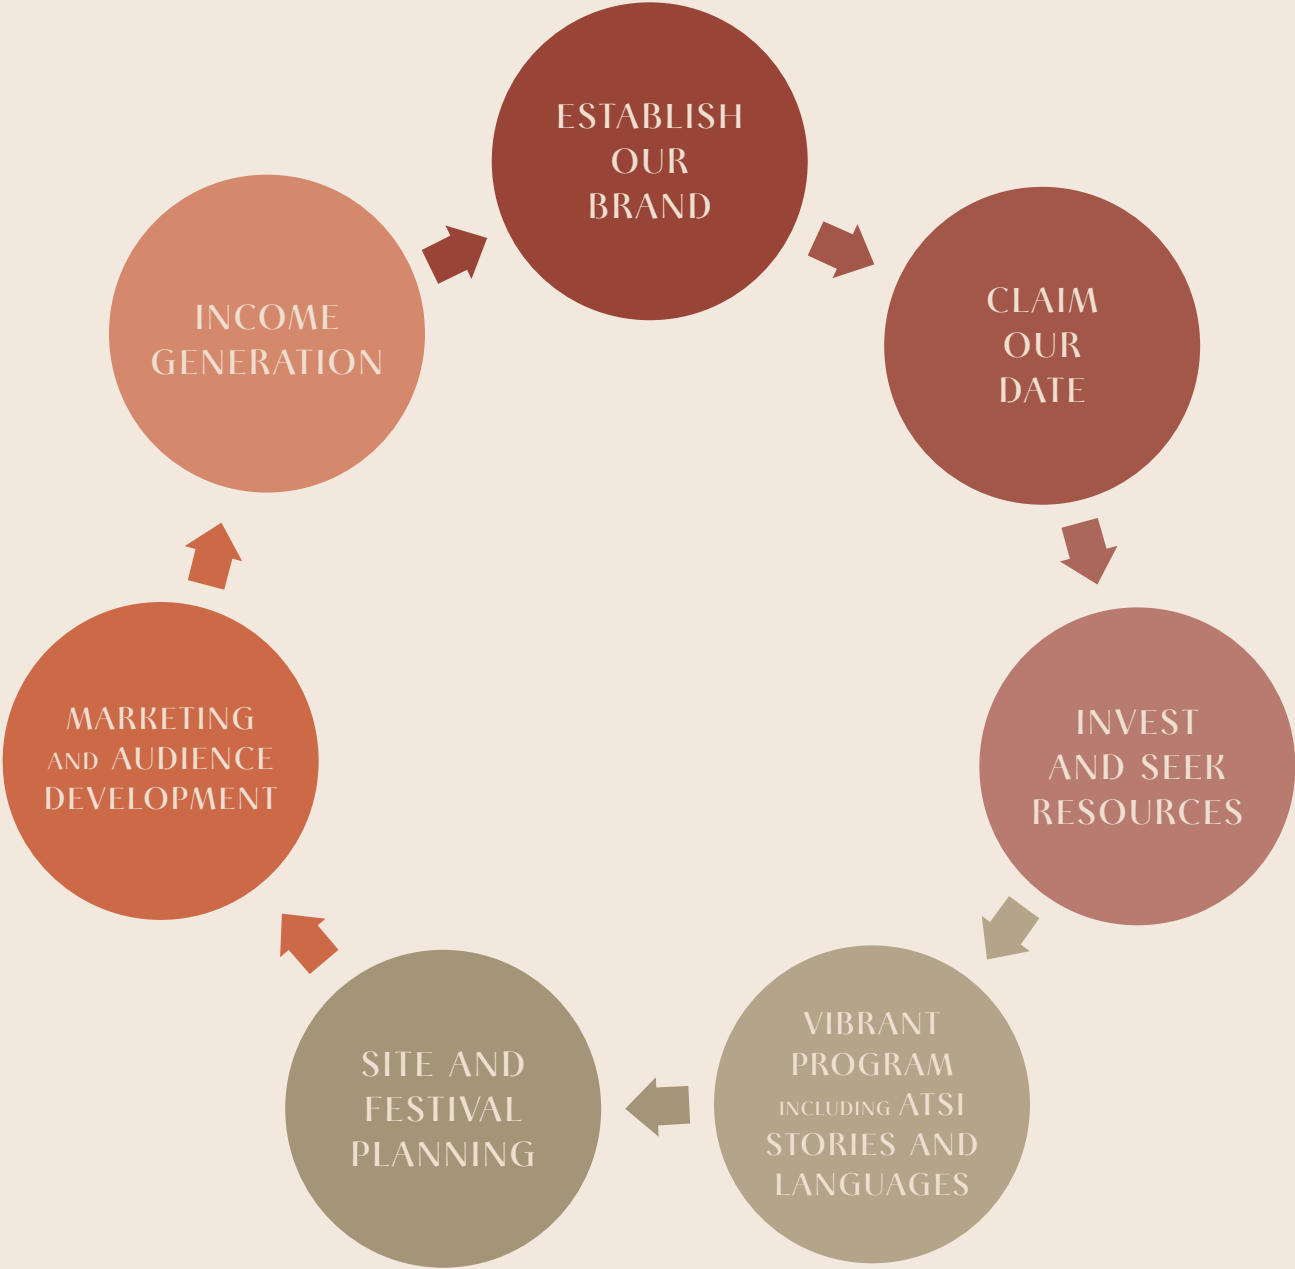 ESTABLISH
OUR
BRAND
CLAIM
OUR
DATE
INVEST
AND SEEK
RESOURCES
VIBRANT
PROGRAM
INCLUDING ATSI
STORIES AND
LANGUAGES
SITE AND
FESTIVAL
PLANNING
MARKETING
AND AUDIENCE
DEVELOPMENT
INCOME
GENERATION